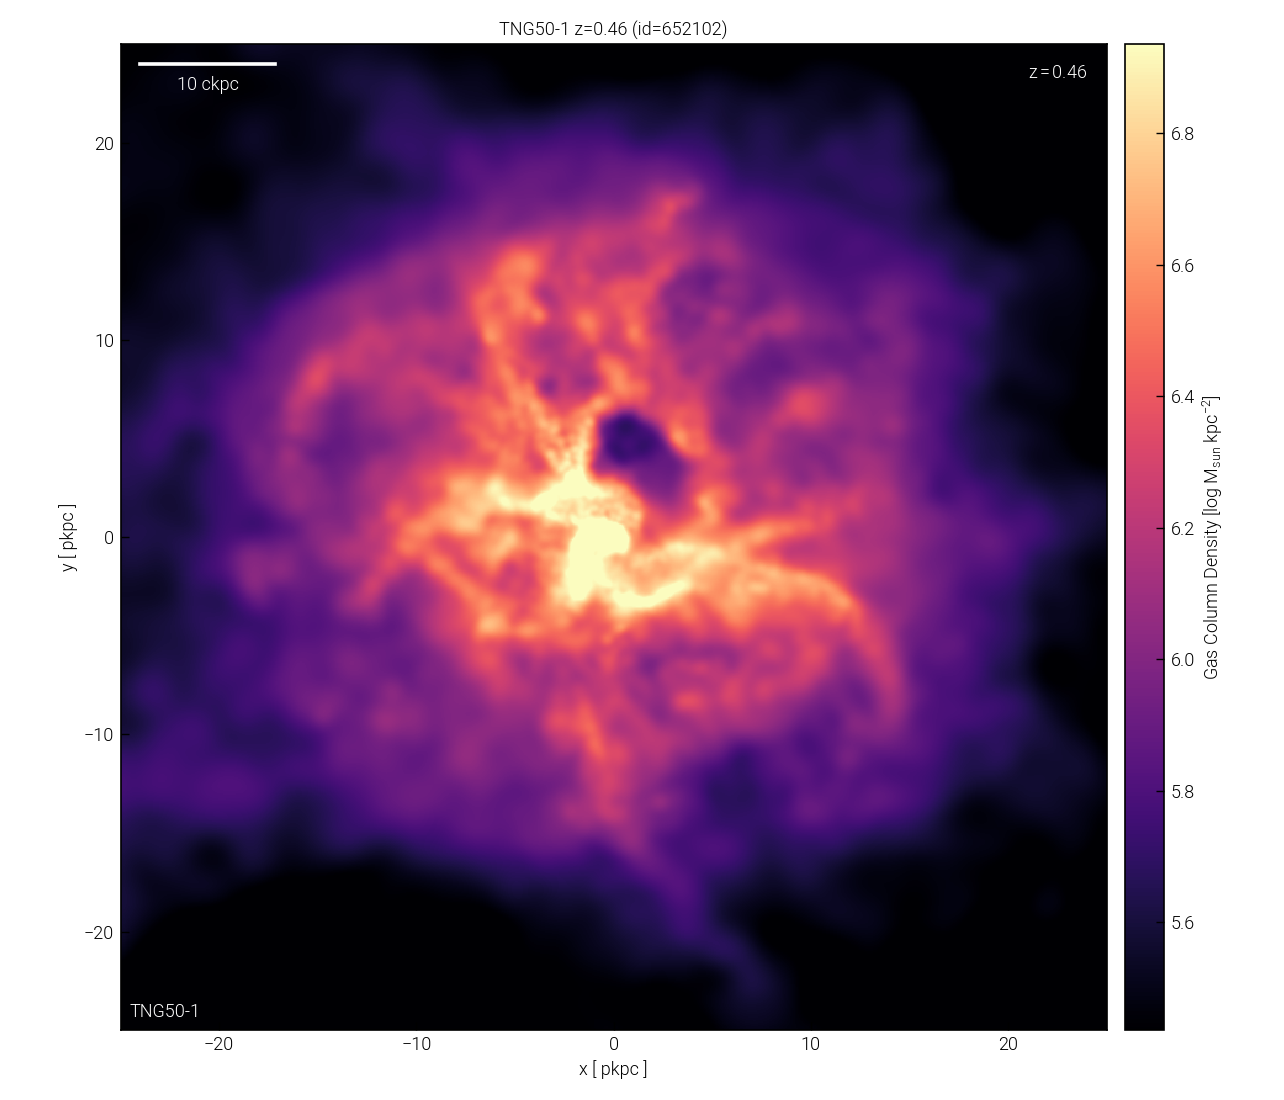 TNG50-1 z=0.46 (id=652102)
10 ckpc
z = 0.46
TNG50-1
20
10
0
−10
−20
y [ pkpc ]
−20
−10
0
10
20
x [ pkpc ]
6.8
6.6
6.4
6.2
6.0
5.8
5.6
Gas Column Density [log M_sun kpc⁻²]